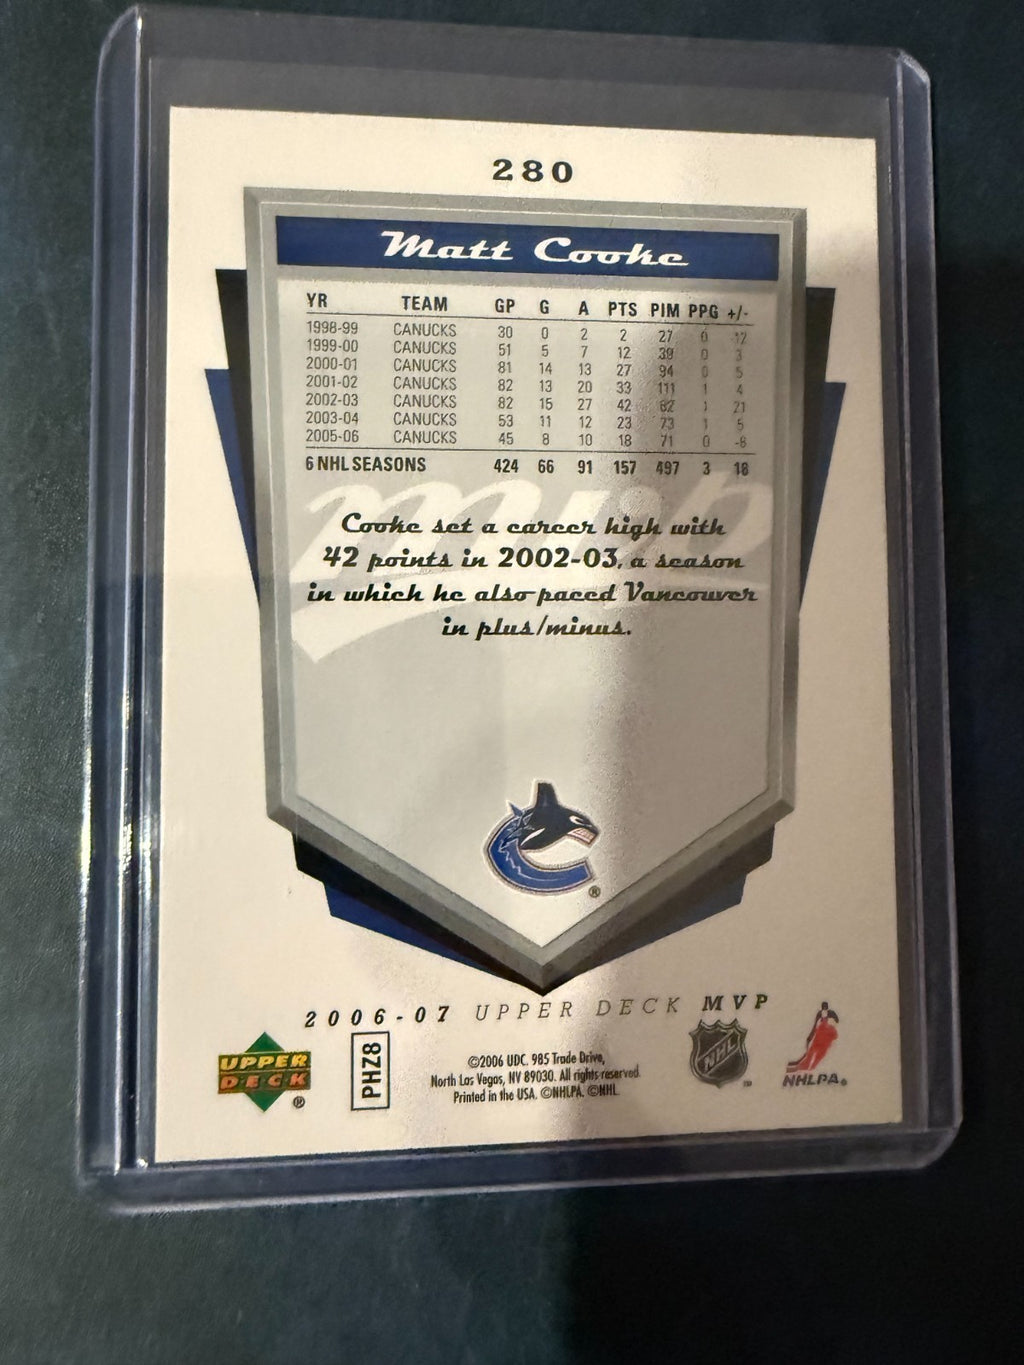 280
Matt Cooke
YR TEAM GP G A PTS PIM PPG +/-
1998-99 CANUCKS 30 0 2 2 27 0 -12
1999-00 CANUCKS 51 5 7 12 39 0 3
2000-01 CANUCKS 81 14 13 27 94 0 5
2001-02 CANUCKS 82 13 20 33 111 1 4
2002-03 CANUCKS 82 15 27 42 82 1 21
2003-04 CANUCKS 53 11 12 23 73 1 5
2005-06 CANUCKS 45 8 10 18 71 0 -8
6 NHL SEASONS 424 66 91 157 497 3 18
mvp
Cooke set a career high with
42 points in 2002-03, a season
in which he also paced Vancouver
in plus/minus.
®
2006-07 UPPER DECK MVP
UPPER
DECK
®
PHZ8
©2006 UDC. 985 Trade Drive,
North Las Vegas, NV 89030. All rights reserved.
Printed in the USA. ©NHLPA. ©NHL.
NHL
™
NHLPA®